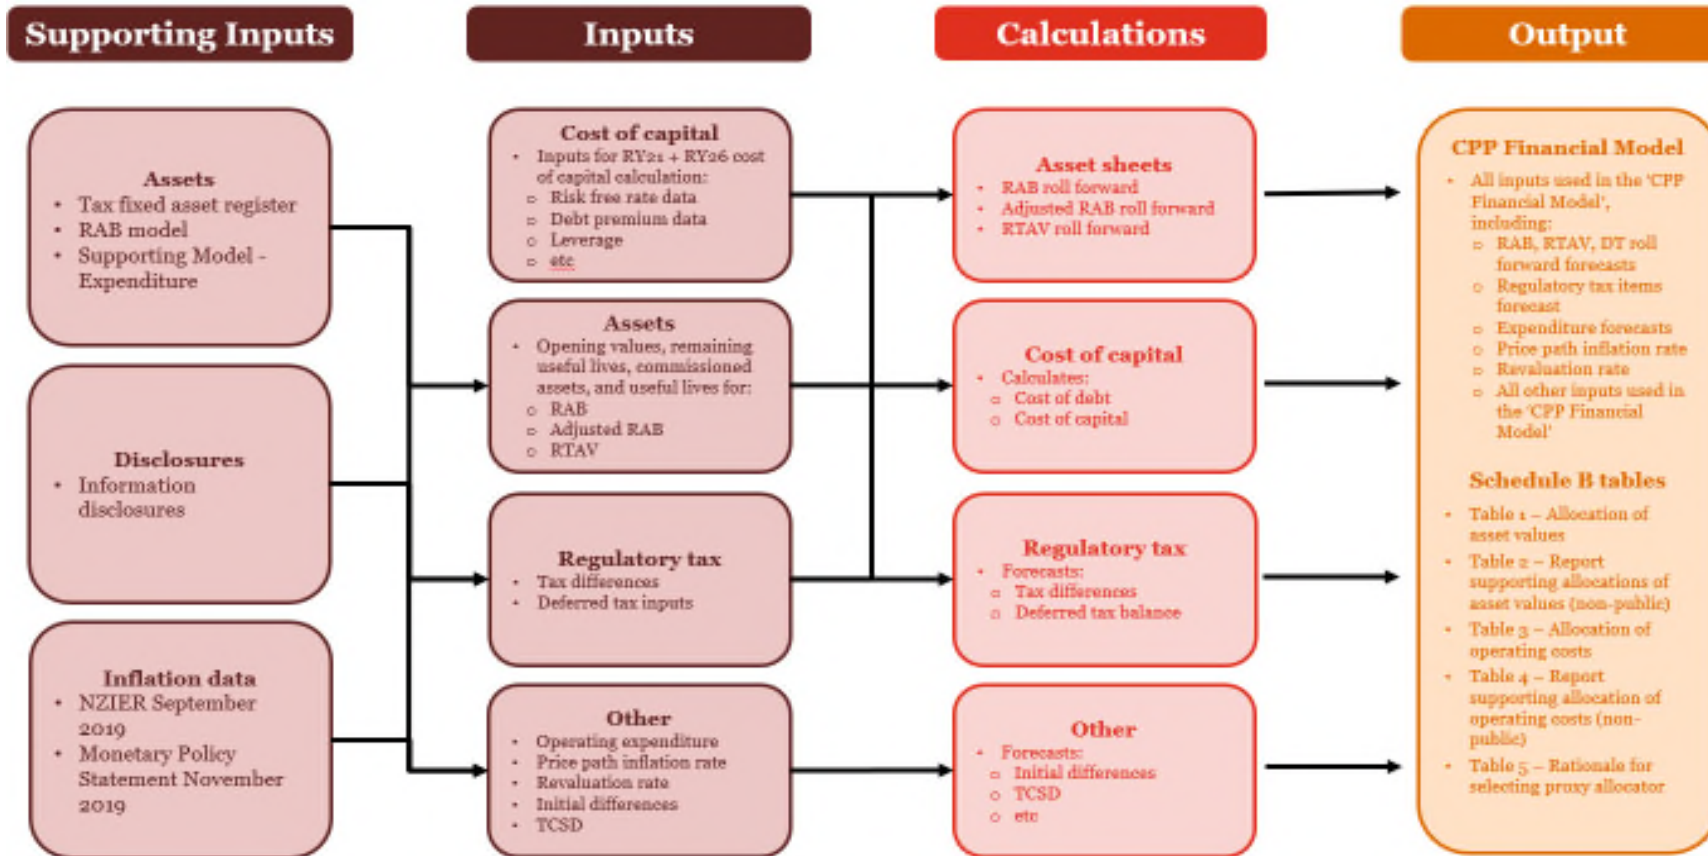 Supporting Inputs
Inputs
Calculations
Output
Assets
• Tax fixed asset register
• RAB model
• Supporting Model -
Expenditure
Disclosures
• Information
disclosures
Inflation data
• NZIER September
2019
• Monetary Policy
Statement November
2019
Cost of capital
• Inputs for RY21 + RY26 cost
of capital calculation:
o Risk free rate data
o Debt premium data
o Leverage
o etc
Assets
• Opening values, remaining
useful lives, commissioned
assets, and useful lives for:
o RAB
o Adjusted RAB
o RTAV
Regulatory tax
• Tax differences
• Deferred tax inputs
Other
• Operating expenditure
• Price path inflation rate
• Revaluation rate
• Initial differences
• TCSD
Asset sheets
• RAB roll forward
• Adjusted RAB roll forward
• RTAV roll forward
Cost of capital
• Calculates:
o Cost of debt
o Cost of capital
Regulatory tax
• Forecasts:
o Tax differences
o Deferred tax balance
Other
• Forecasts:
o Initial differences
o TCSD
o etc
CPP Financial Model
• All inputs used in the 'CPP
Financial Model',
including:
o RAB, RTAV, DT roll
forward forecasts
o Regulatory tax items
forecast
o Expenditure forecasts
o Price path inflation rate
o Revaluation rate
o All other inputs used in
the 'CPP Financial
Model'
Schedule B tables
• Table 1 – Allocation of
asset values
• Table 2 – Report
supporting allocations of
asset values (non-public)
• Table 3 – Allocation of
operating costs
• Table 4 – Report
supporting allocation of
operating costs (non-
public)
• Table 5 – Rationale for
selecting proxy allocator